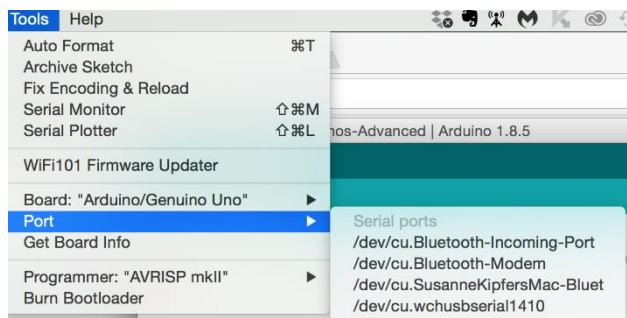 Tools Help
Auto Format ⌘T
Archive Sketch
Fix Encoding & Reload
Serial Monitor ⇧⌘M
Serial Plotter ⇧⌘L
WiFi101 Firmware Updater
Board: "Arduino/Genuino Uno"
Port
Get Board Info
Programmer: "AVRISP mkII"
Burn Bootloader
os-Advanced | Arduino 1.8.5
Serial ports
/dev/cu.Bluetooth-Incoming-Port
/dev/cu.Bluetooth-Modem
/dev/cu.SusanneKipfersMac-Bluet
/dev/cu.wchusbserial1410